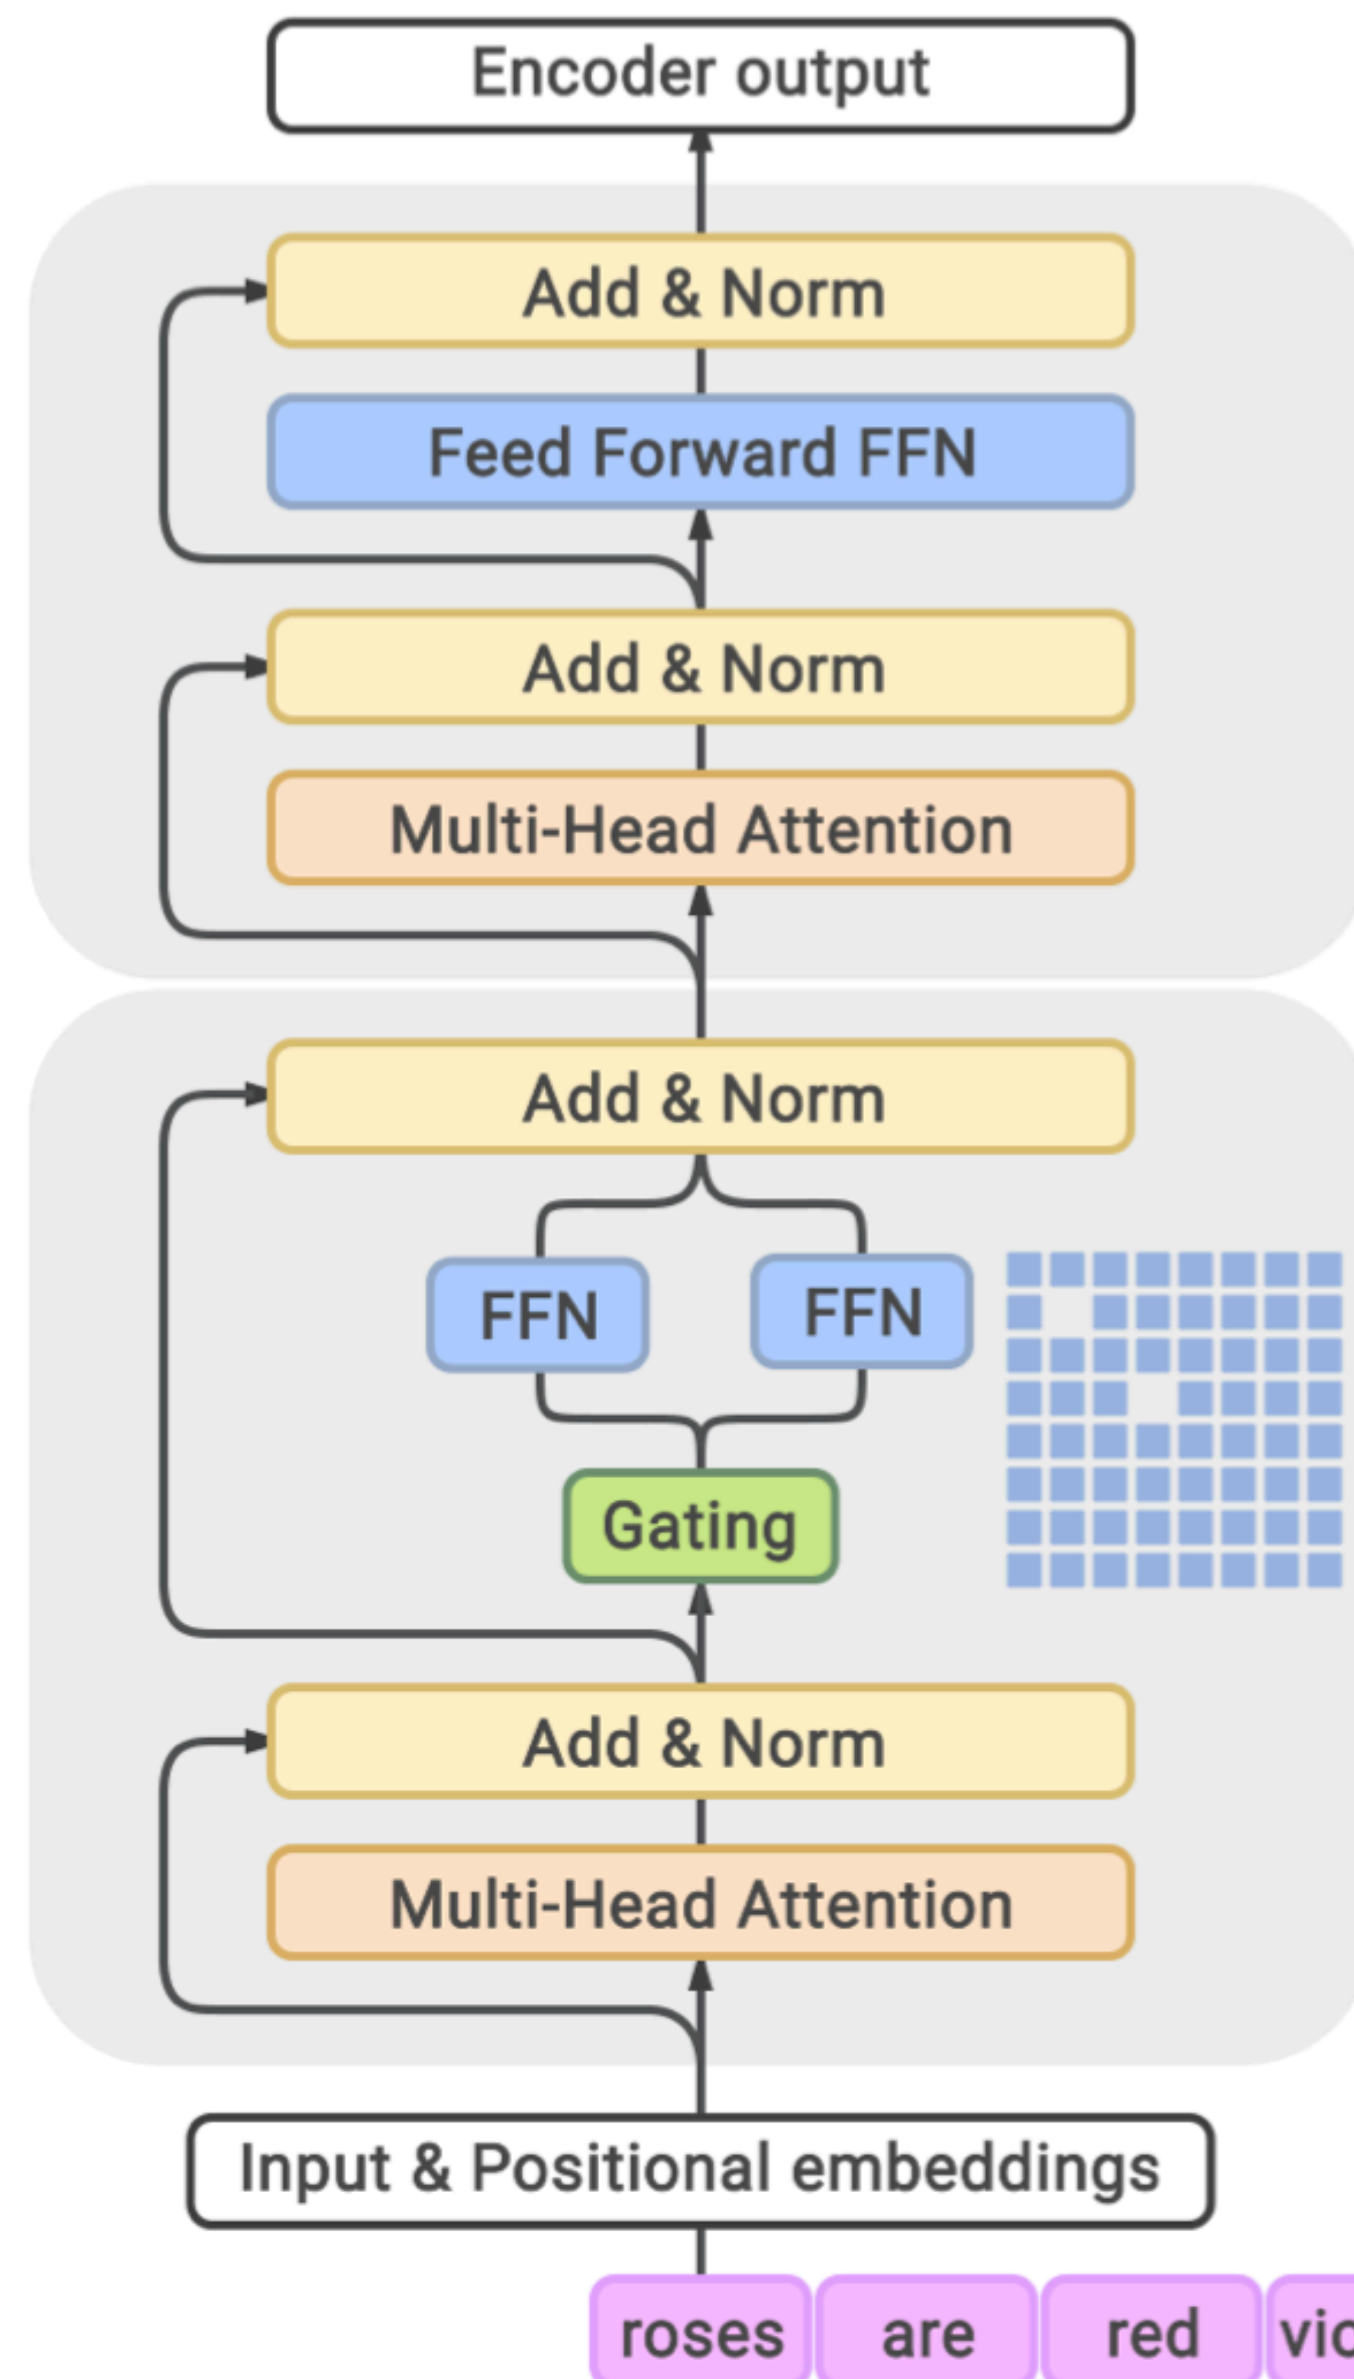 Encoder output
Add & Norm
Feed Forward FFN
Add & Norm
Multi-Head Attention
Add & Norm
FFN FFN
Gating
Add & Norm
Multi-Head Attention
Input & Positional embeddings
roses are red